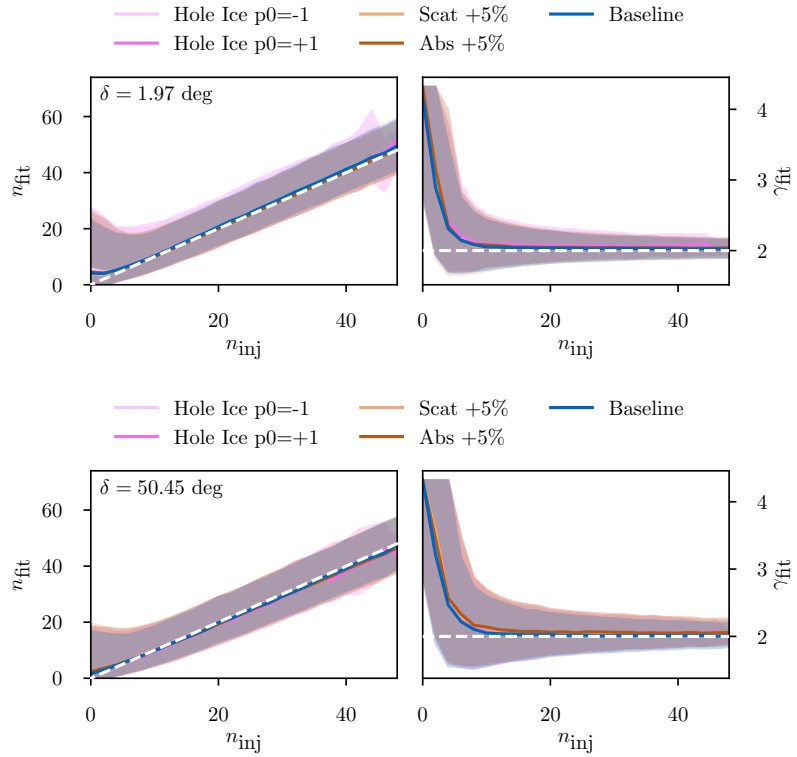 Hole Ice p0=-1 Scat +5% Baseline
Hole Ice p0=+1 Abs +5%
δ = 1.97 deg
60
40
20
0
n_fit
0 20 40
n_inj
4
3
2
γ_fit
0 20 40
n_inj
Hole Ice p0=-1 Scat +5% Baseline
Hole Ice p0=+1 Abs +5%
δ = 50.45 deg
60
40
20
0
n_fit
0 20 40
n_inj
4
3
2
γ_fit
0 20 40
n_inj